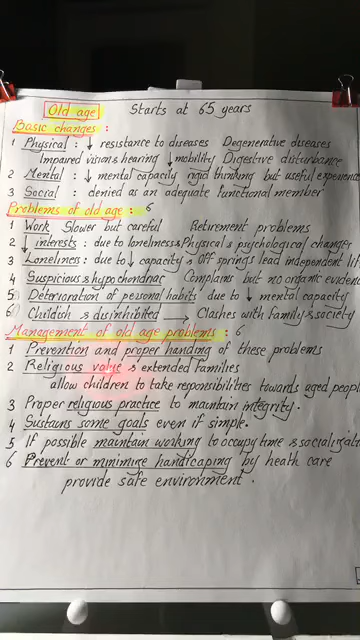 Old age Starts at 65 years
Basic changes :
1 Physical : ↓ resistance to diseases Degenerative diseases
Impaired vision & hearing ↓ mobility Digestive disturbance
2 Mental : ↓ mental capacity rigid thinking but useful experience
3 Social : denied as an adequate functional member
Problems of old age : 6
1 Work Slower but careful Retirement problems
2 ↓ interests : due to loneliness & Physical & psychological changes
3 Loneliness : due to ↓ capacity & Off springs lead independent life
4 Suspicious & hypochondriac Complains but no organic evidence
5 Deterioration of personal habits due to ↓ mental capacity
6 Childish & disinhibited → Clashes with family & society
Management of old age problems : 6
1 Prevention and proper handing of these problems
2 Religious value & extended families
allow children to take responsibilities towards aged people
3 Proper religious practice to maintain integrity.
4 Sustains some goals even if simple.
5 If possible maintain working to occupy time & socializati
6 Prevent or minimize handicaping by heath care
provide safe environment.